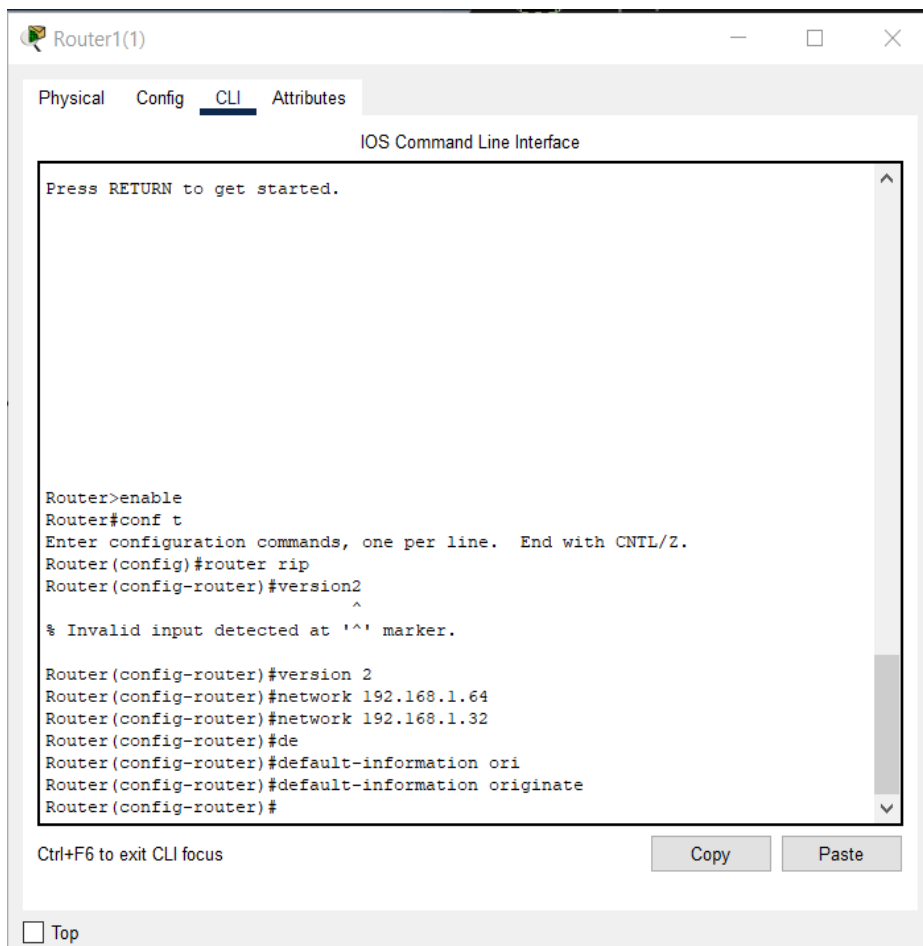 Router1(1)
Physical Config CLI Attributes
IOS Command Line Interface
Press RETURN to get started.
Router>enable
Router#conf t
Enter configuration commands, one per line.  End with CNTL/Z.
Router(config)#router rip
Router(config-router)#version2
^
% Invalid input detected at '^' marker.
Router(config-router)#version 2
Router(config-router)#network 192.168.1.64
Router(config-router)#network 192.168.1.32
Router(config-router)#de
Router(config-router)#default-information ori
Router(config-router)#default-information originate
Router(config-router)#
Ctrl+F6 to exit CLI focus
Copy Paste
Top